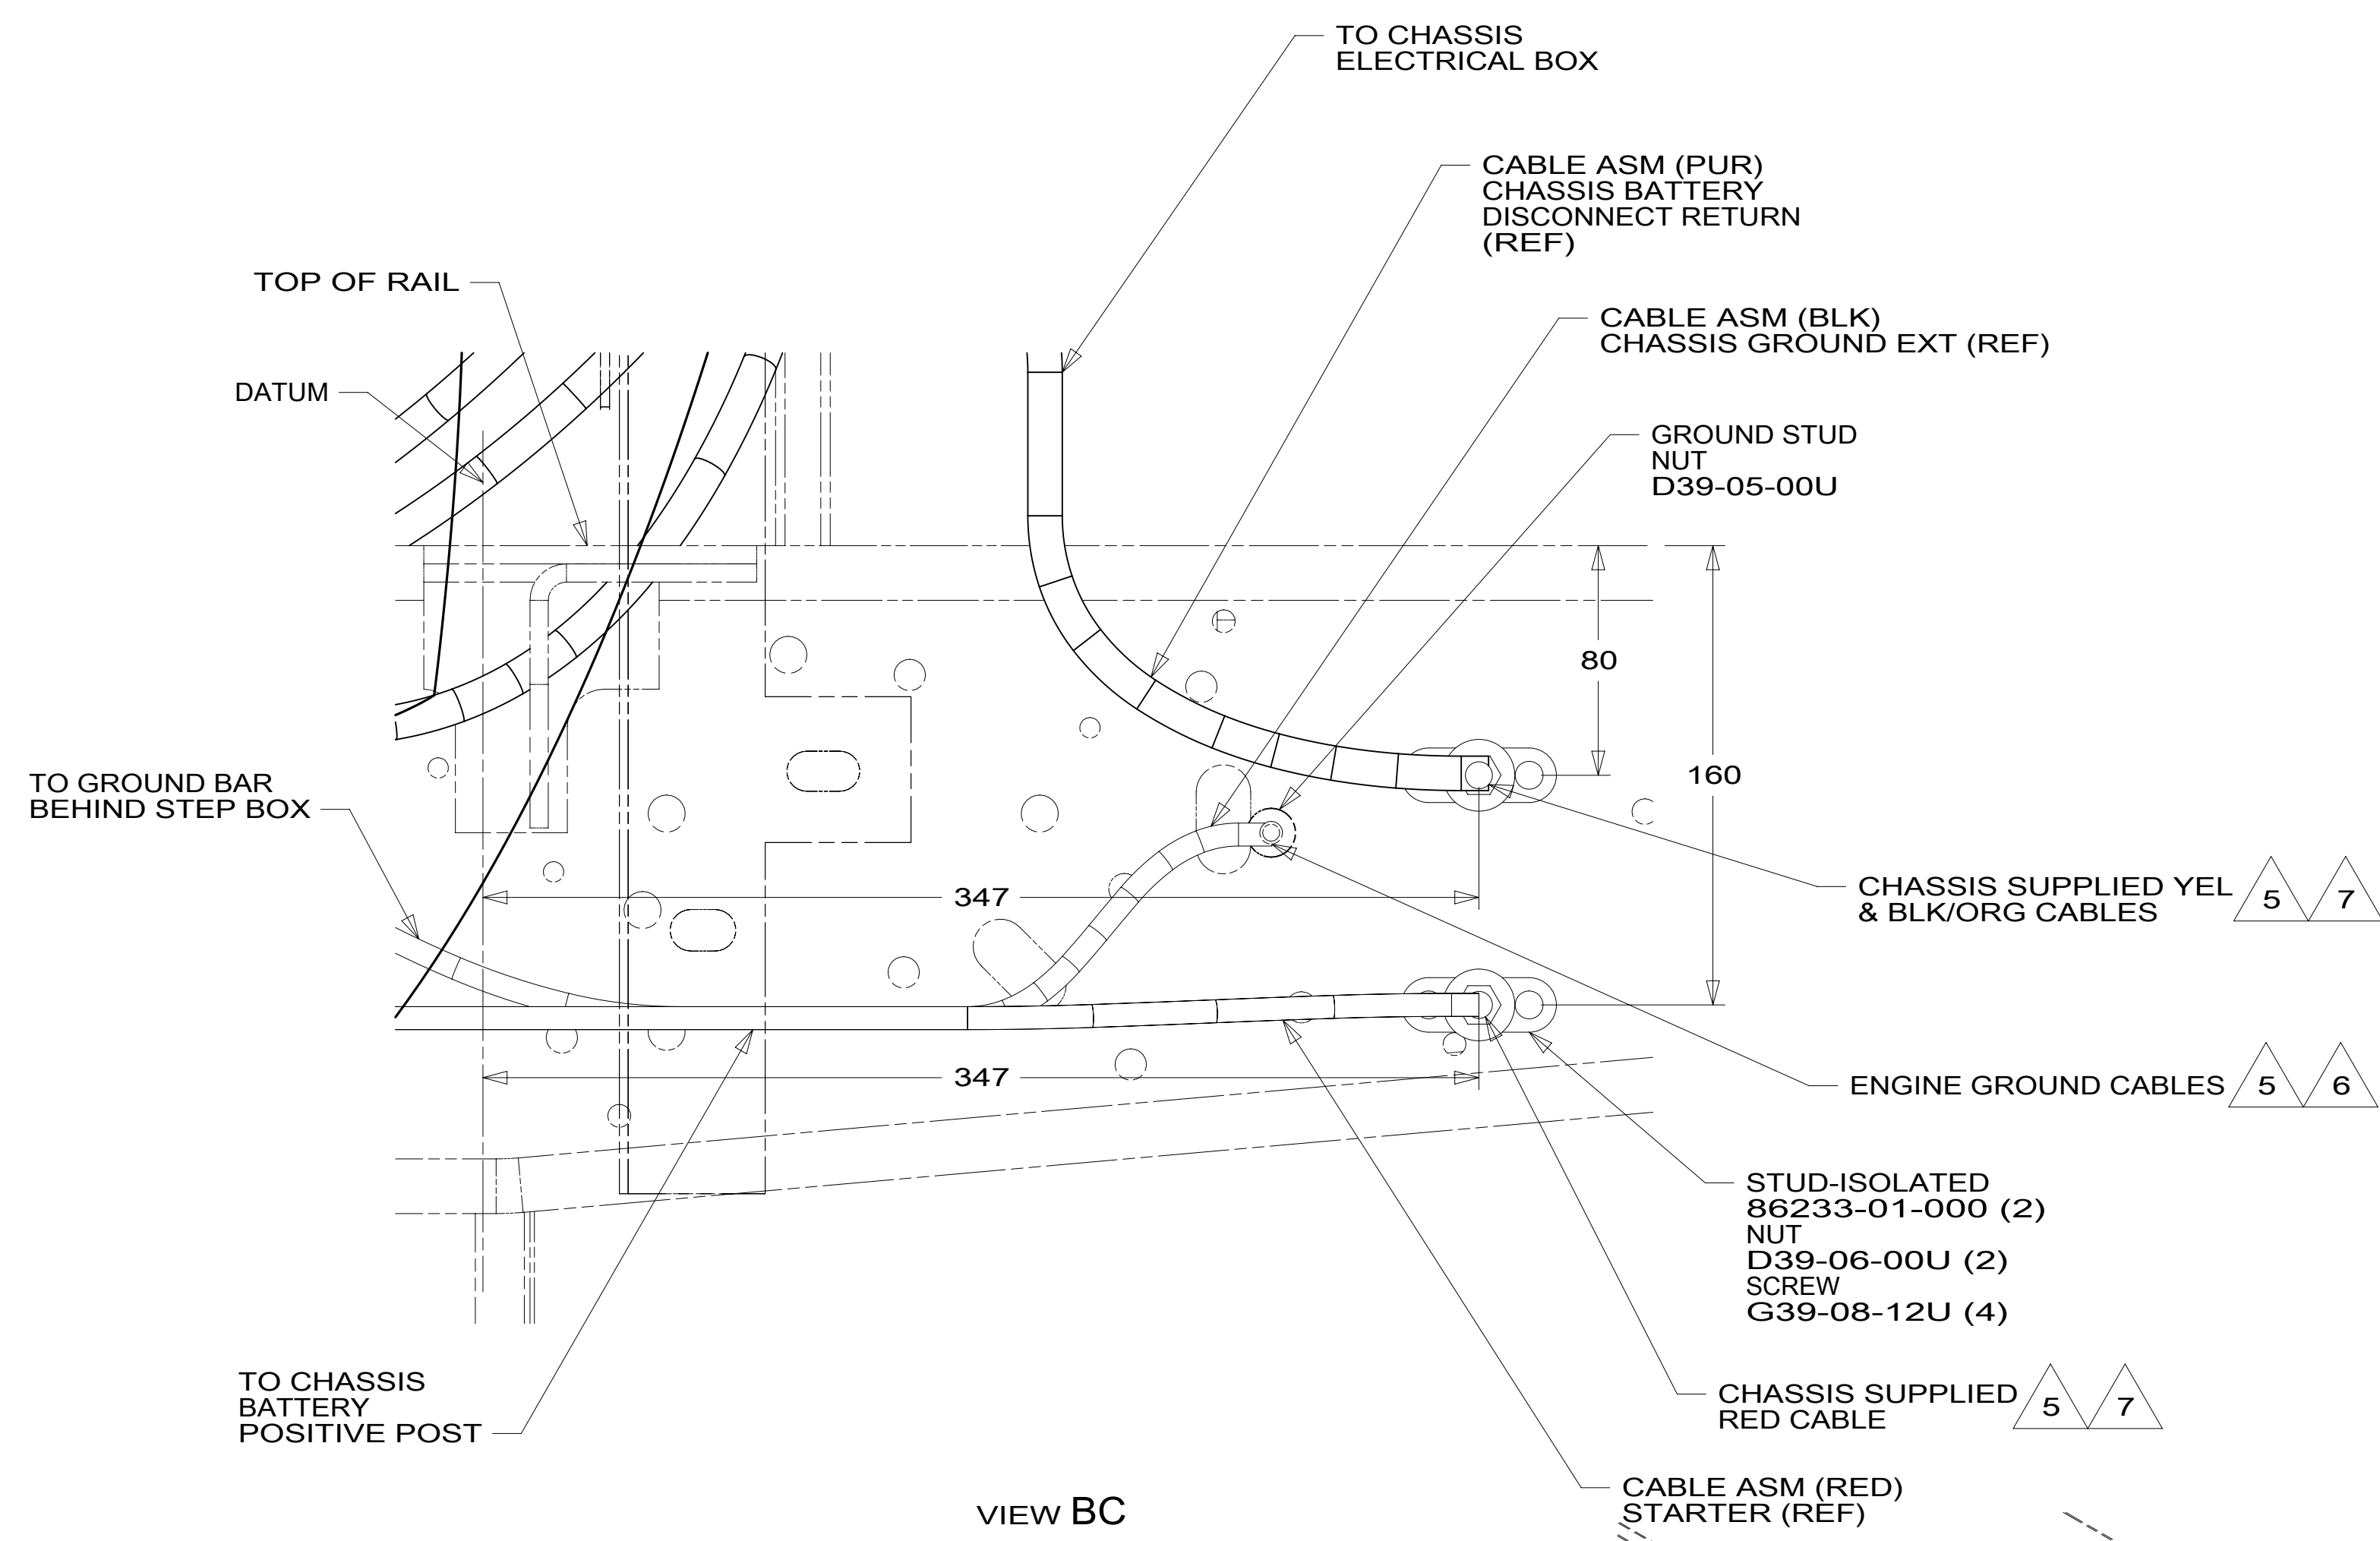 TO CHASSIS
ELECTRICAL BOX
CABLE ASM (PUR)
CHASSIS BATTERY
DISCONNECT RETURN
(REF)
TOP OF RAIL
CABLE ASM (BLK)
CHASSIS GROUND EXT (REF)
DATUM
GROUND STUD
NUT
D39-05-00U
80
160
TO GROUND BAR
BEHIND STEP BOX
347
CHASSIS SUPPLIED YEL
& BLK/ORG CABLES
5 7
347
ENGINE GROUND CABLES
5 6
STUD-ISOLATED
86233-01-000 (2)
NUT
D39-06-00U (2)
SCREW
G39-08-12U (4)
TO CHASSIS
BATTERY
POSITIVE POST
CHASSIS SUPPLIED
RED CABLE
5 7
CABLE ASM (RED)
STARTER (REF)
VIEW BC